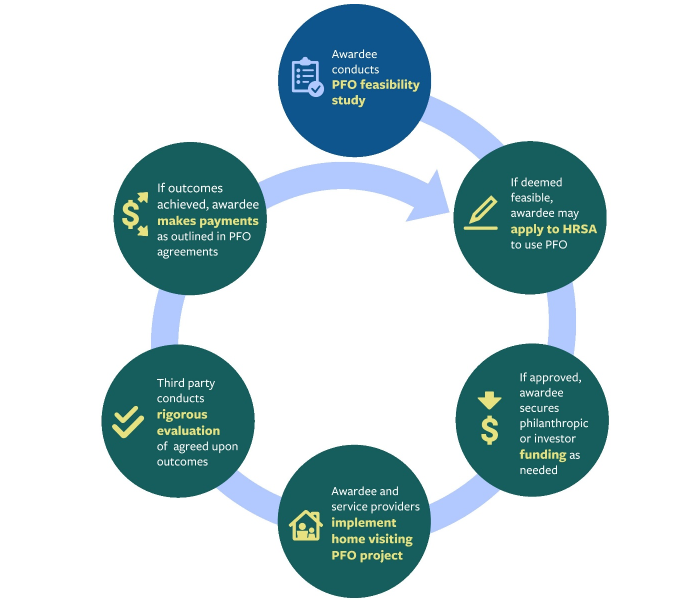 Awardee
conducts
PFO feasibility
study
If deemed
feasible,
awardee may
apply to HRSA
to use PFO
If approved,
awardee
secures
philanthropic
or investor
funding as
needed
Awardee and
service providers
implement
home visiting
PFO project
Third party
conducts
rigorous
evaluation
of agreed upon
outcomes
If outcomes
achieved, awardee
makes payments
as outlined in PFO
agreements